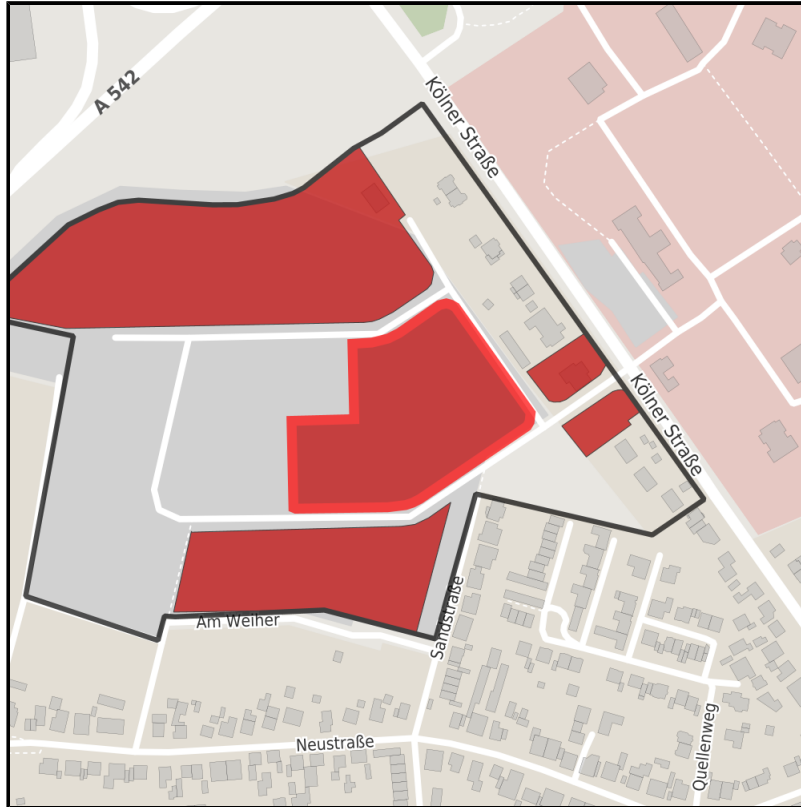 A 542
Kölner Straße
Kölner Straße
Am Weiher
Sandstraße
Neustraße
Quellenweg